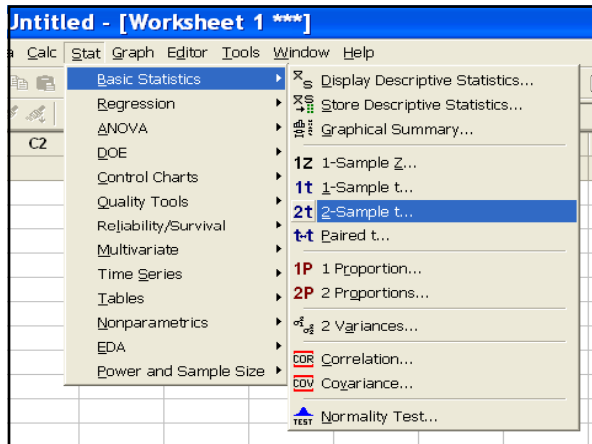 Untitled - [Worksheet 1 ***]
Calc Stat Graph Editor Tools Window Help
C2
Basic Statistics
Regression
ANOVA
DOE
Control Charts
Quality Tools
Reliability/Survival
Multivariate
Time Series
Tables
Nonparametrics
EDA
Power and Sample Size
Display Descriptive Statistics...
Store Descriptive Statistics...
Graphical Summary...
1Z 1-Sample Z...
1t 1-Sample t...
2t 2-Sample t...
t-t Paired t...
1P 1 Proportion...
2P 2 Proportions...
2 Variances...
COR Correlation...
COV Covariance...
TEST Normality Test...